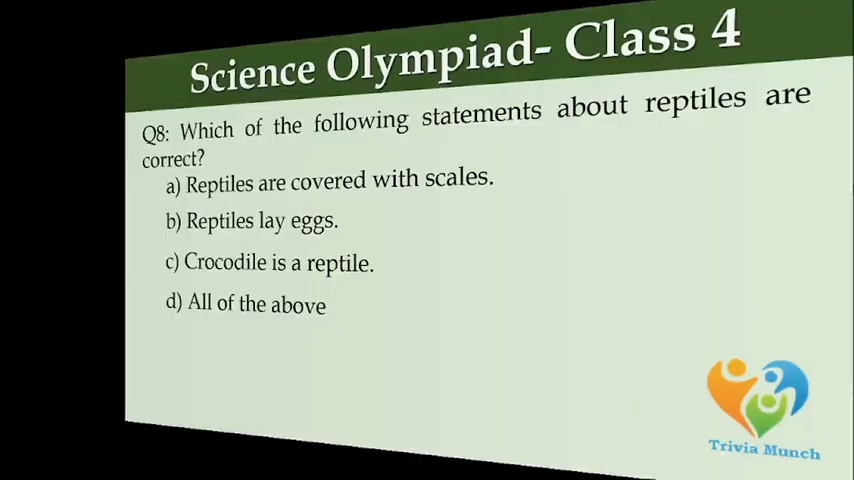 Science Olympiad- Class 4
Q8: Which of the following statements about reptiles are
correct?
a) Reptiles are covered with scales.
b) Reptiles lay eggs.
c) Crocodile is a reptile.
d) All of the above
Trivia Munch